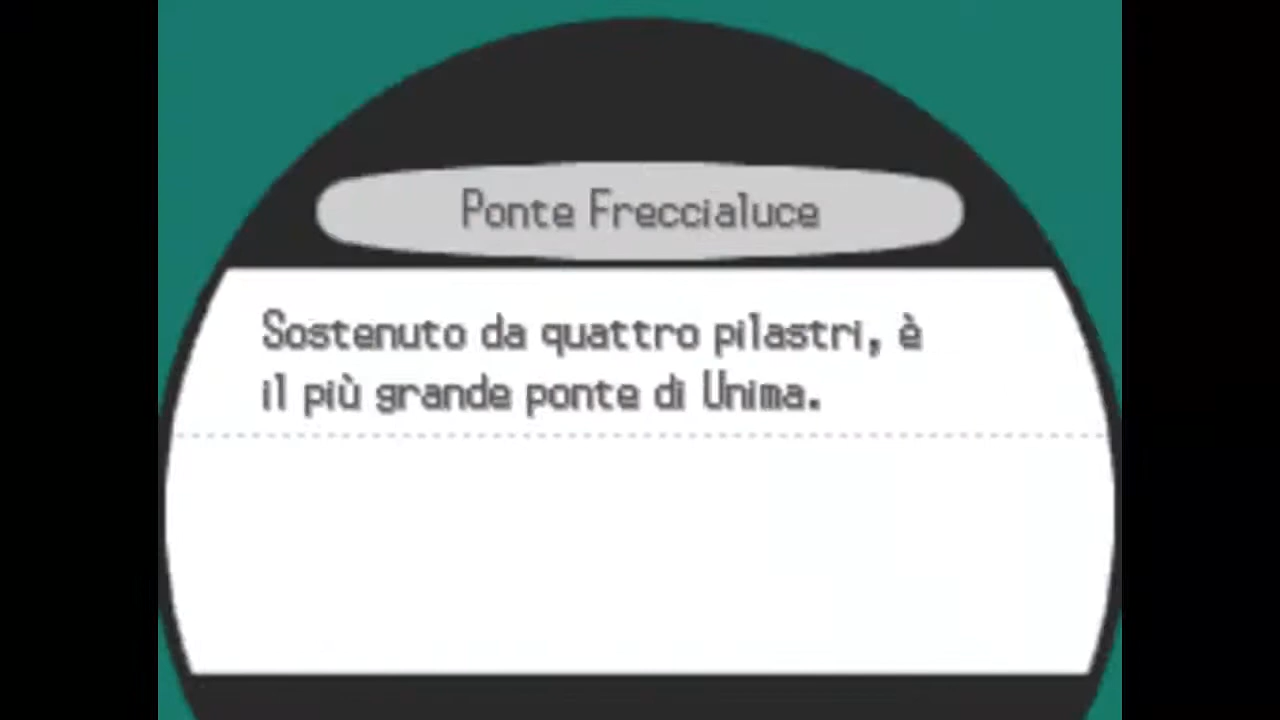 Ponte Freccialuce
Sostenuto da quattro pilastri, è
il più grande ponte di Unima.